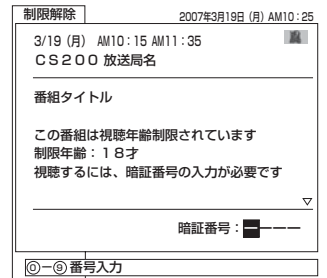 制限解除
2007年3月19日(月) AM10:25
3/19(月) AM10:15 AM11:35
CS200 放送局名
番組タイトル
この番組は視聴年齢制限されています
制限年齢:18才
視聴するには、暗証番号の入力が必要です
暗証番号:----
⓪-⑨番号入力